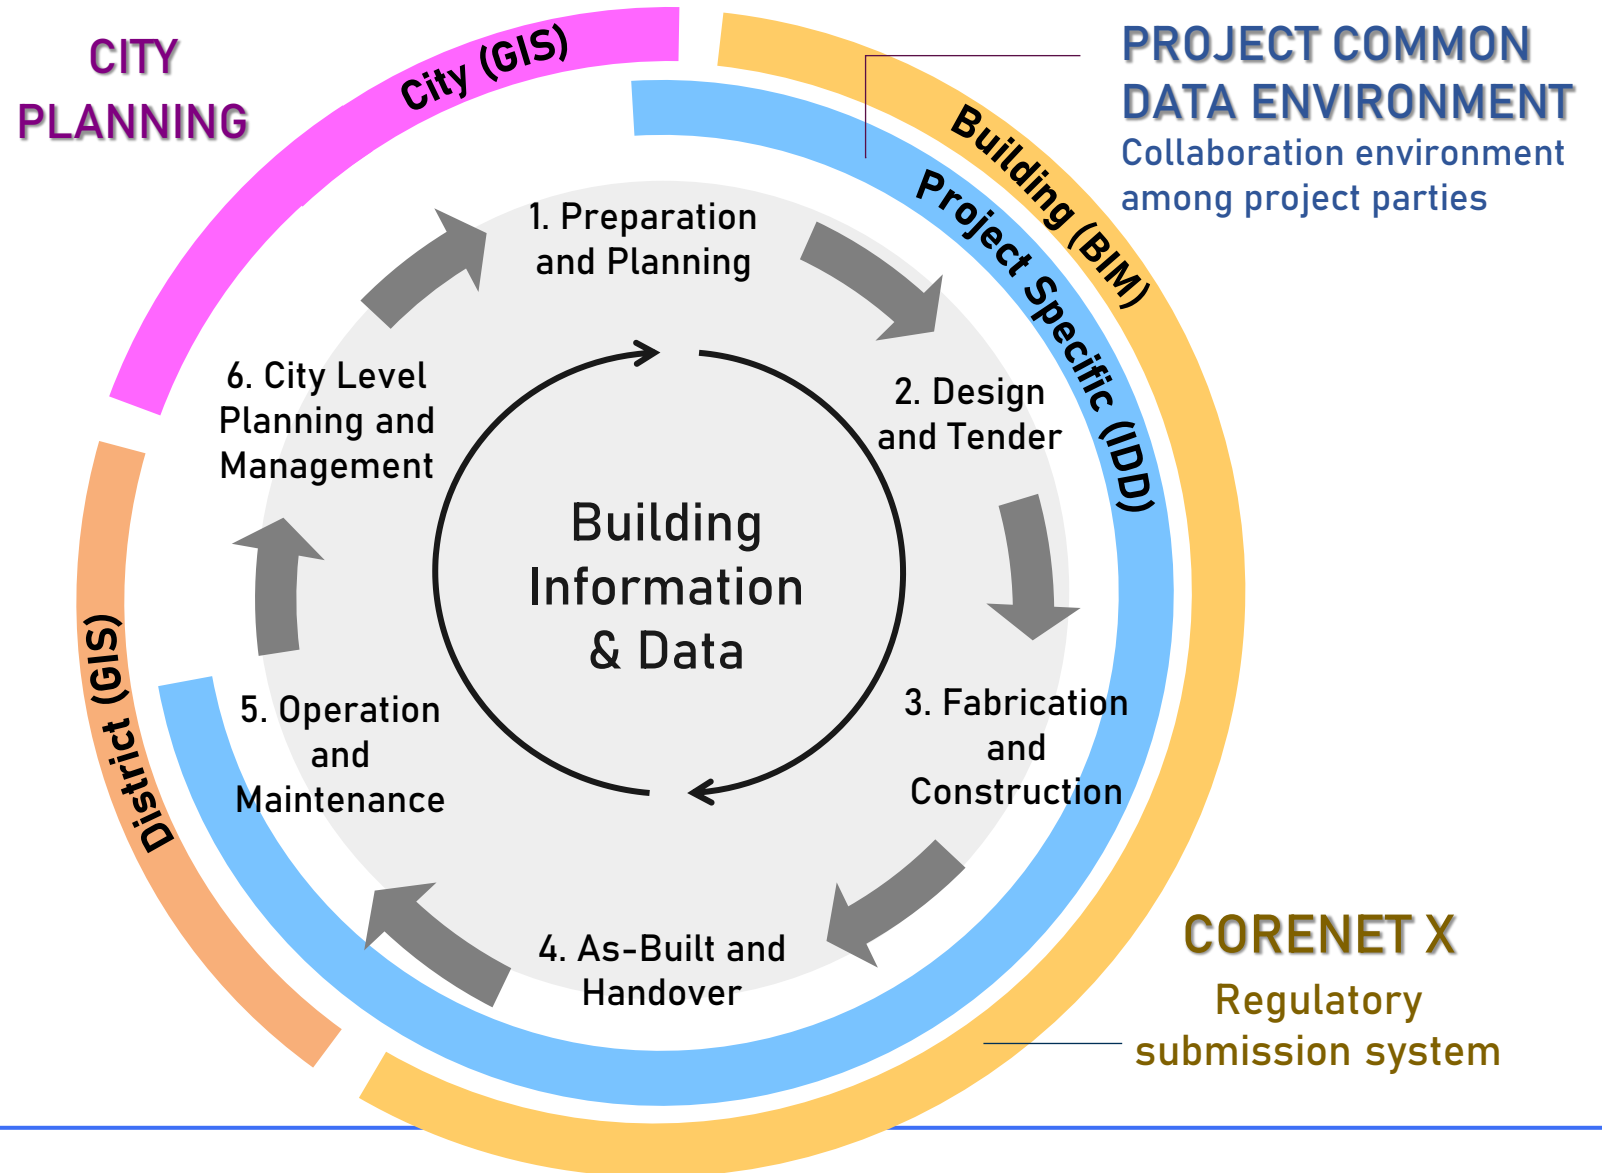 CITY
PLANNING
City (GIS)
PROJECT COMMON
DATA ENVIRONMENT
Collaboration environment
among project parties
Building (BIM)
Project Specific (IDD)
1. Preparation
and Planning
2. Design
and Tender
3. Fabrication
and
Construction
4. As-Built and
Handover
5. Operation
and
Maintenance
6. City Level
Planning and
Management
Building
Information
& Data
District (GIS)
CORENET X
Regulatory
submission system